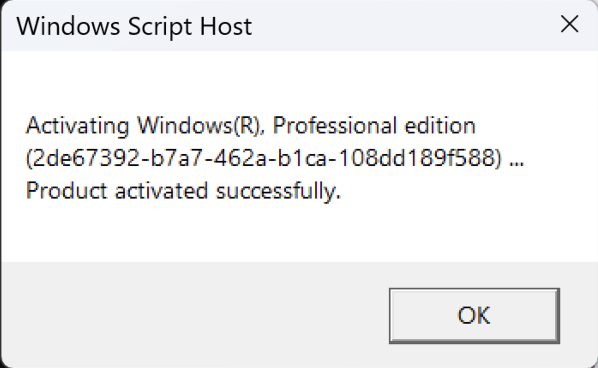 Windows Script Host
Activating Windows(R), Professional edition
(2de67392-b7a7-462a-b1ca-108dd189f588) ...
Product activated successfully.
OK